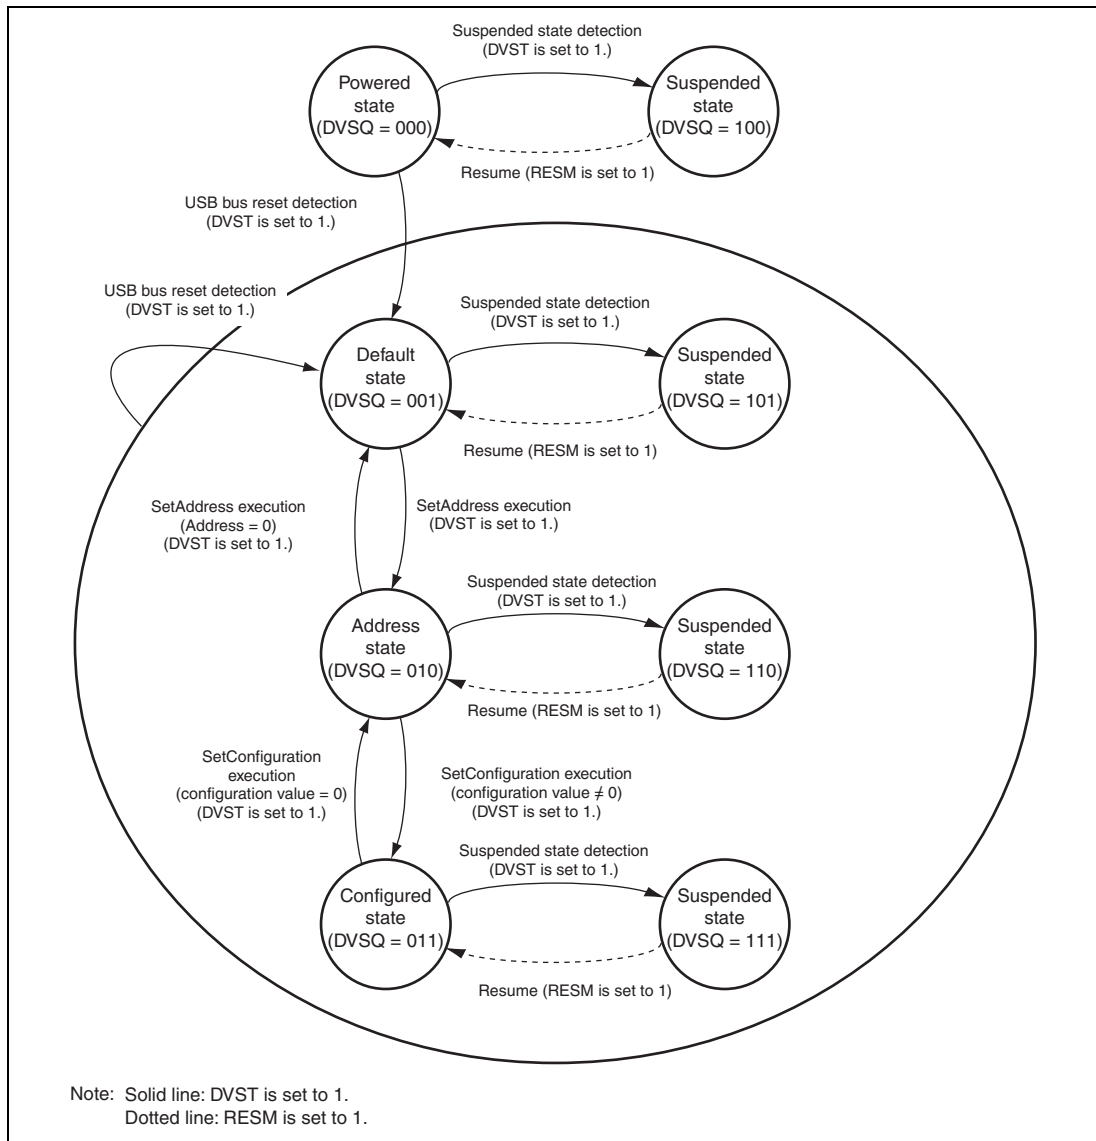 Suspended state detection
(DVST is set to 1.)
Powered
state
(DVSQ = 000)
Suspended
state
(DVSQ = 100)
Resume (RESM is set to 1)
USB bus reset detection
(DVST is set to 1.)
USB bus reset detection
(DVST is set to 1.)
Suspended state detection
(DVST is set to 1.)
Default
state
(DVSQ = 001)
Suspended
state
(DVSQ = 101)
Resume (RESM is set to 1)
SetAddress execution
(Address = 0)
(DVST is set to 1.)
SetAddress execution
(DVST is set to 1.)
Suspended state detection
(DVST is set to 1.)
Address
state
(DVSQ = 010)
Suspended
state
(DVSQ = 110)
Resume (RESM is set to 1)
SetConfiguration
execution
(configuration value = 0)
(DVST is set to 1.)
SetConfiguration execution
(configuration value ≠ 0)
(DVST is set to 1.)
Suspended state detection
(DVST is set to 1.)
Configured
state
(DVSQ = 011)
Suspended
state
(DVSQ = 111)
Resume (RESM is set to 1)
Note: Solid line: DVST is set to 1.
Dotted line: RESM is set to 1.